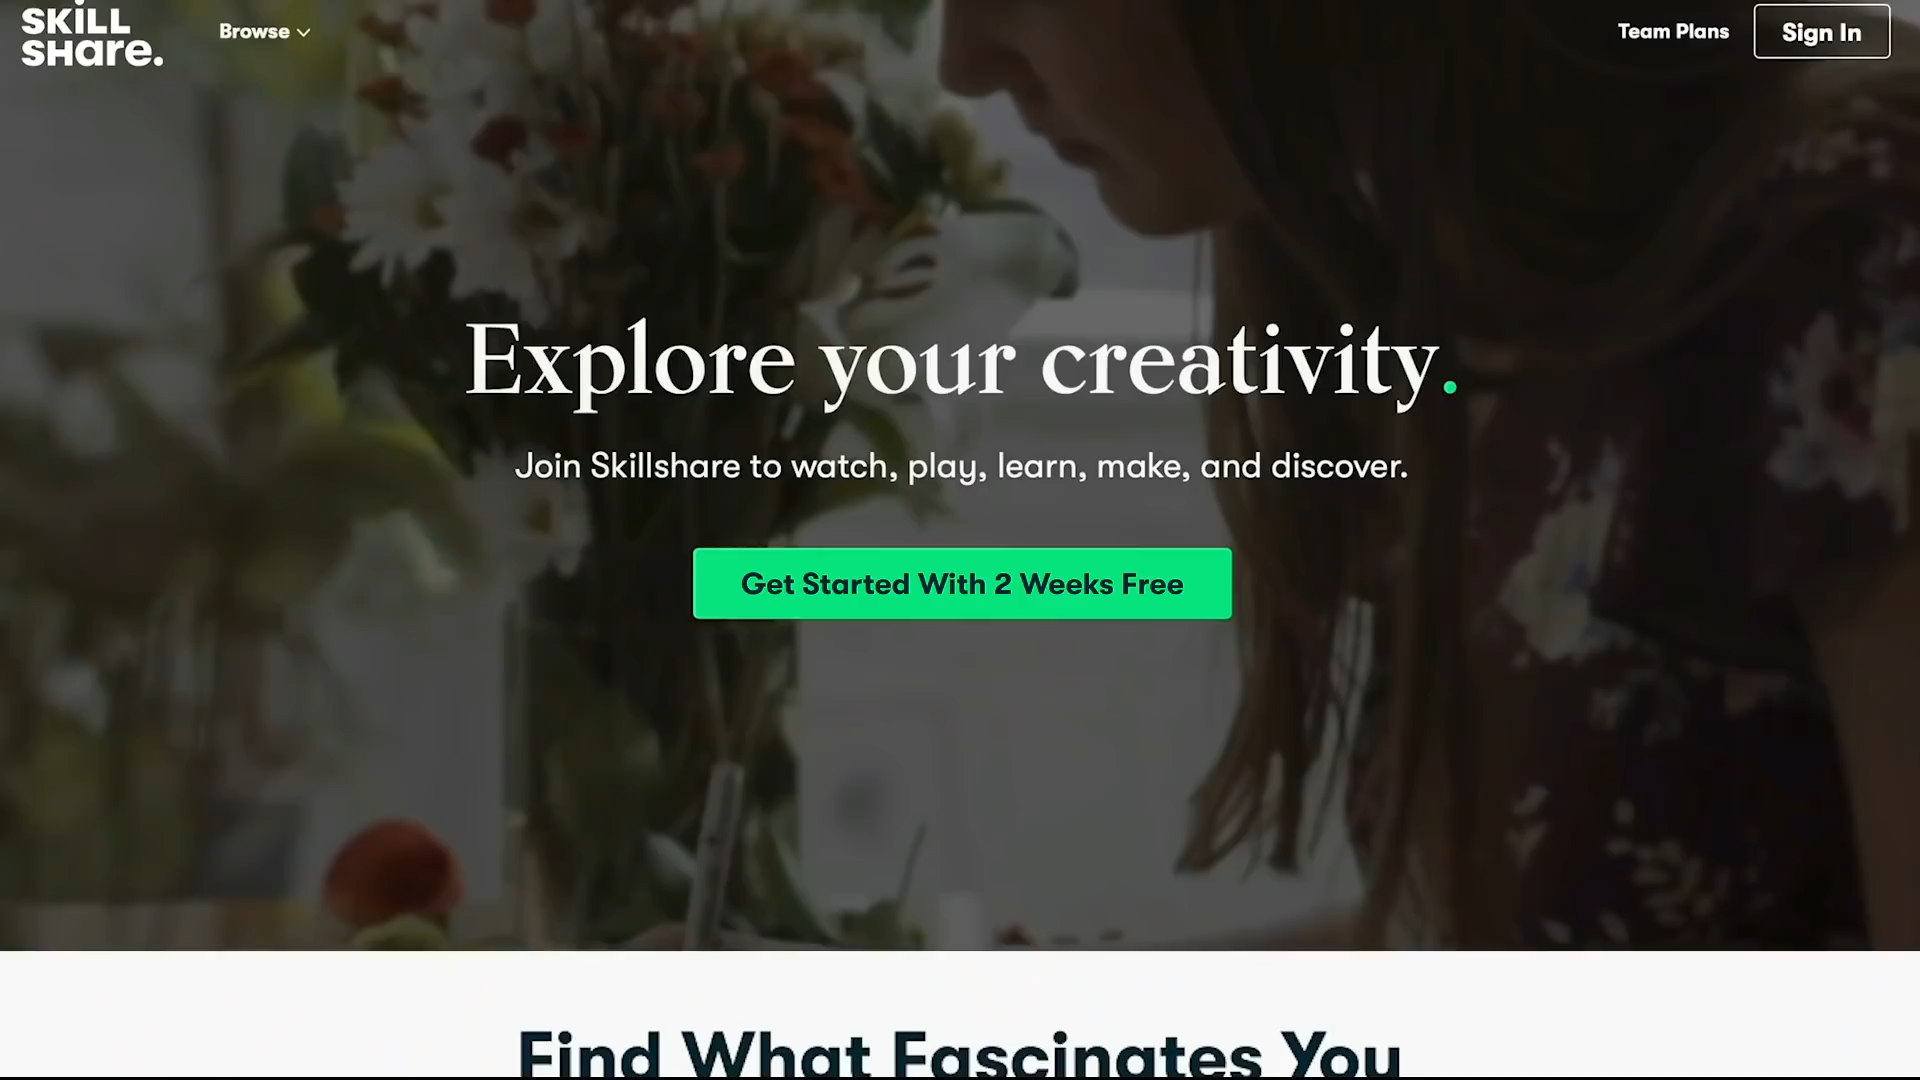 SKILL
SHare.
Browse
Team Plans
Sign In
Explore your creativity.
Join Skillshare to watch, play, learn, make, and discover.
Get Started With 2 Weeks Free
Find What Fascinates You